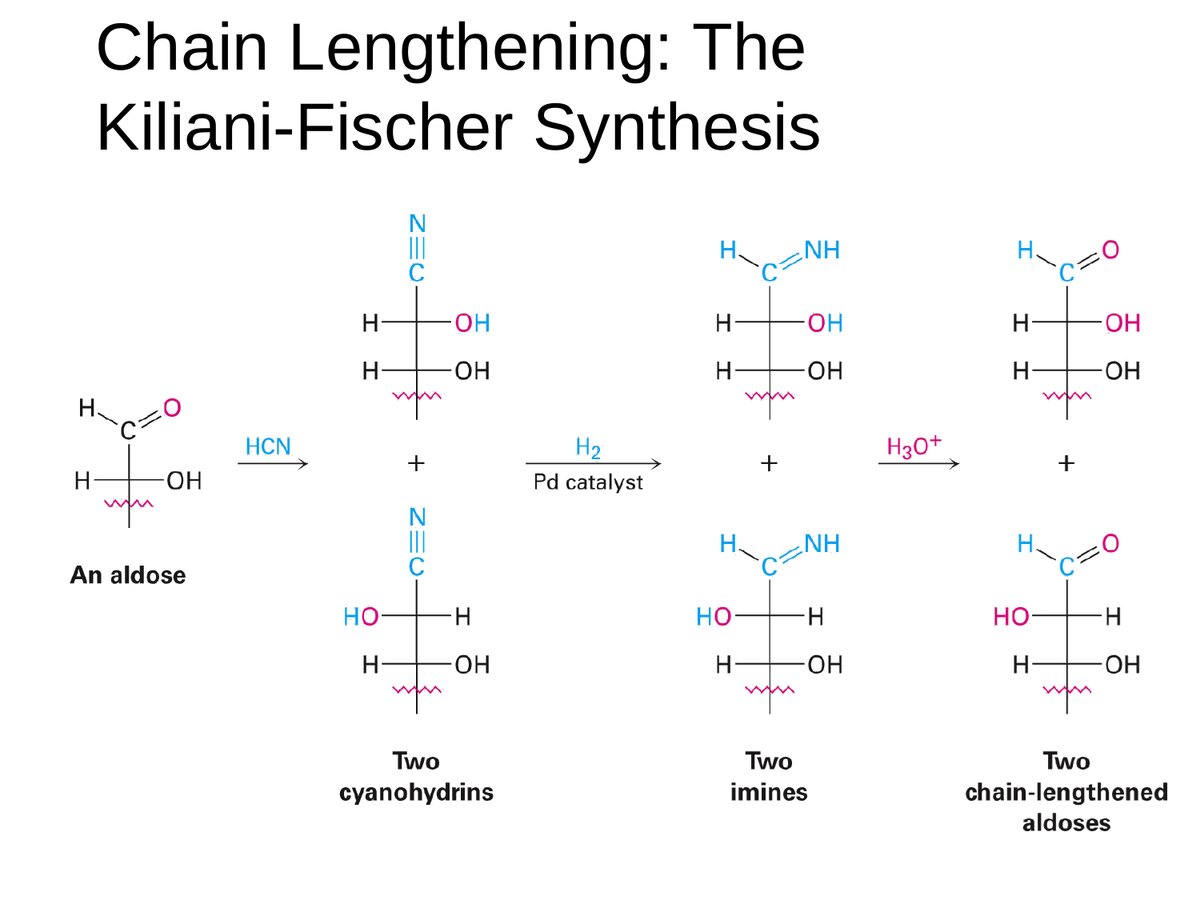 Chain Lengthening: The
Kiliani-Fischer Synthesis
H
O
C
H
OH
An aldose
HCN
N
C
H
OH
H
OH
+
N
C
HO
H
H
OH
Two
cyanohydrins
H₂
Pd catalyst
H
NH
C
H
OH
H
OH
+
H
NH
C
HO
H
H
OH
Two
imines
H₃O⁺
H
O
C
H
OH
H
OH
+
H
O
C
HO
H
H
OH
Two
chain-lengthened
aldoses